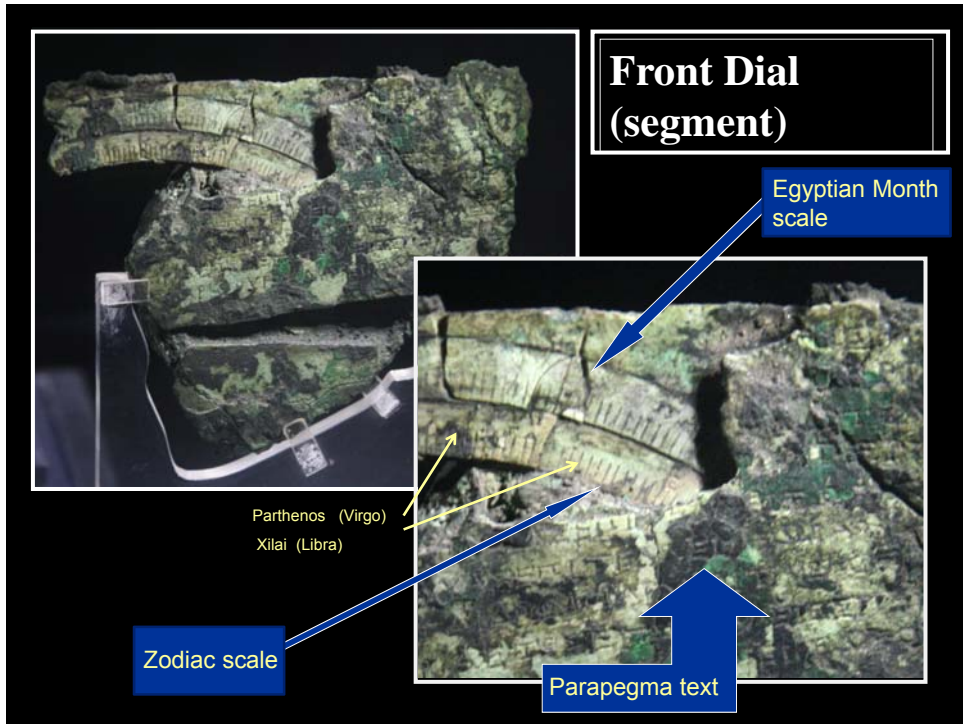 Front Dial
(segment)
Egyptian Month
scale
Parthenos (Virgo)
Xilai (Libra)
Zodiac scale
Parapegma text